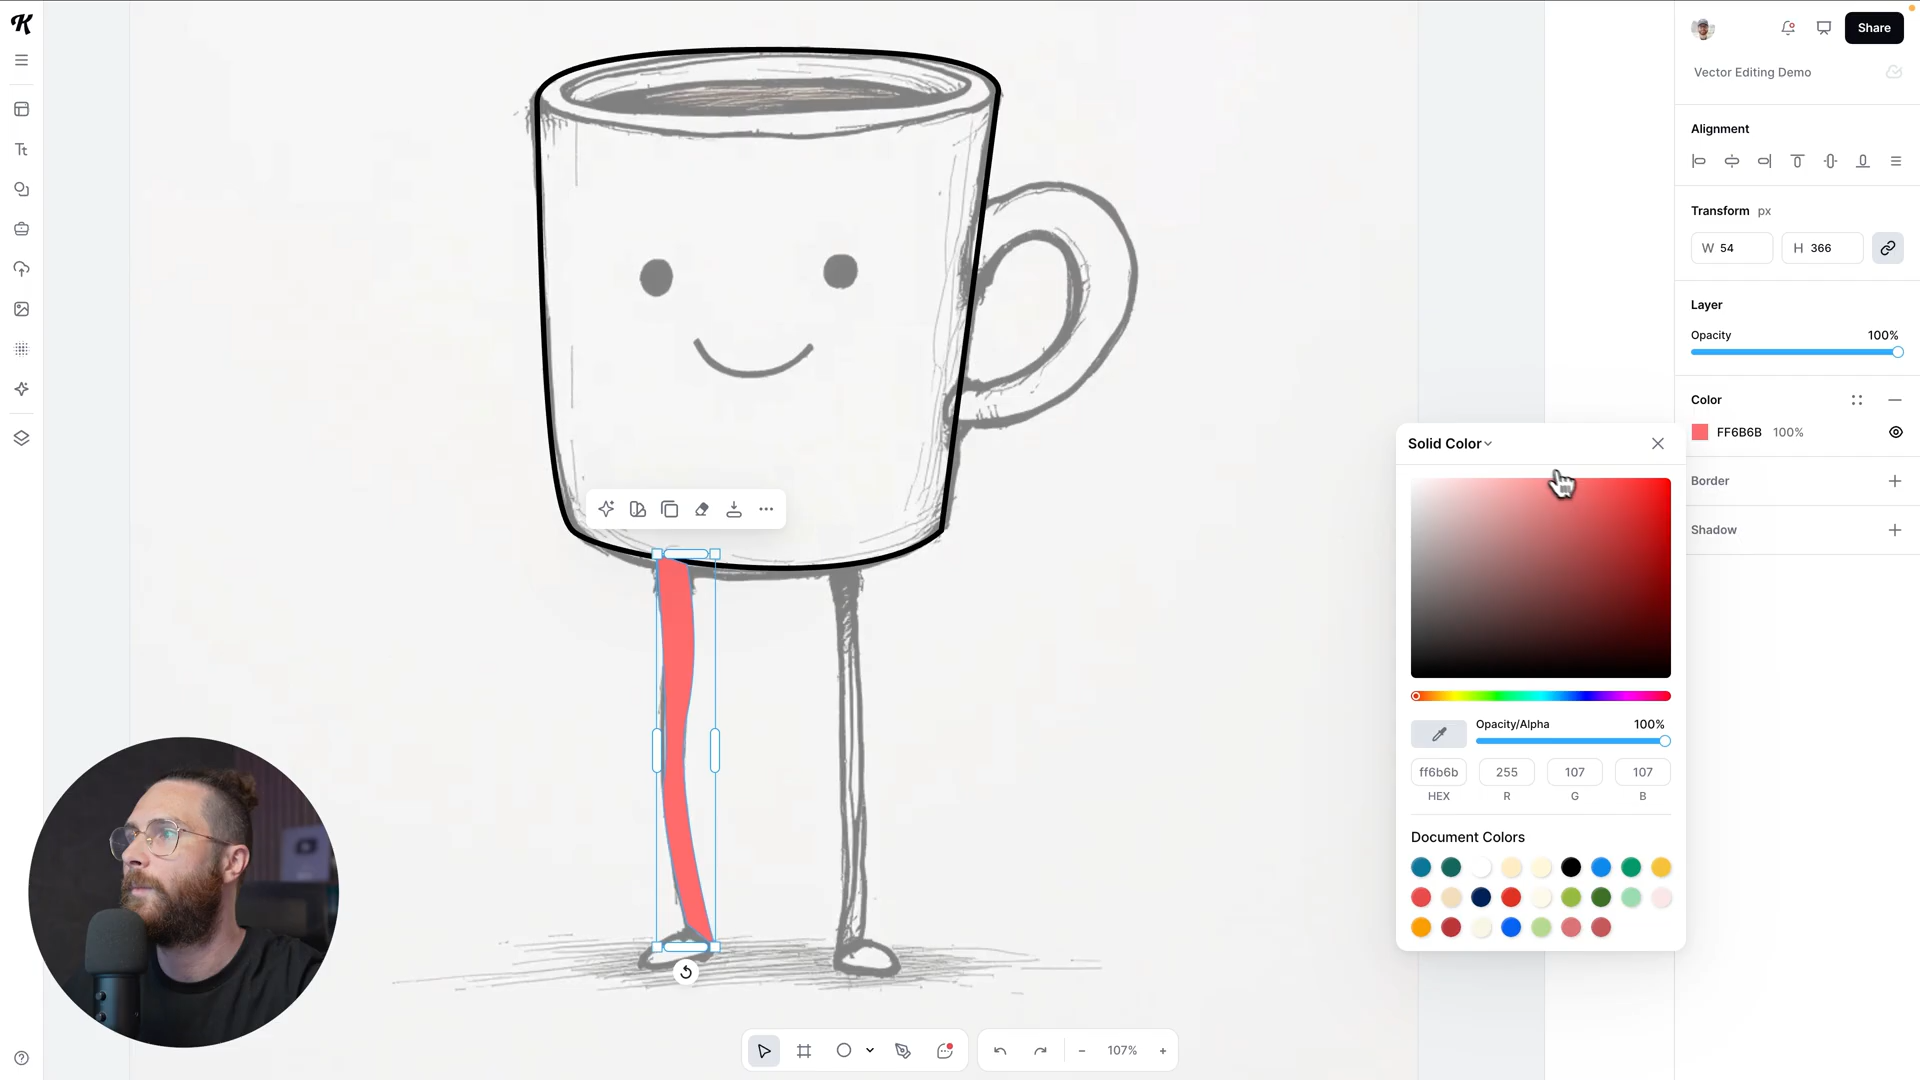 Share
Vector Editing Demo
Alignment
Transform px
W 54
H 366
Layer
Opacity 100%
Color
FF6B6B 100%
Border
Shadow
Solid Color
Opacity/Alpha 100%
ff6b6b 255 107 107
HEX R G B
Document Colors
Tt
107%